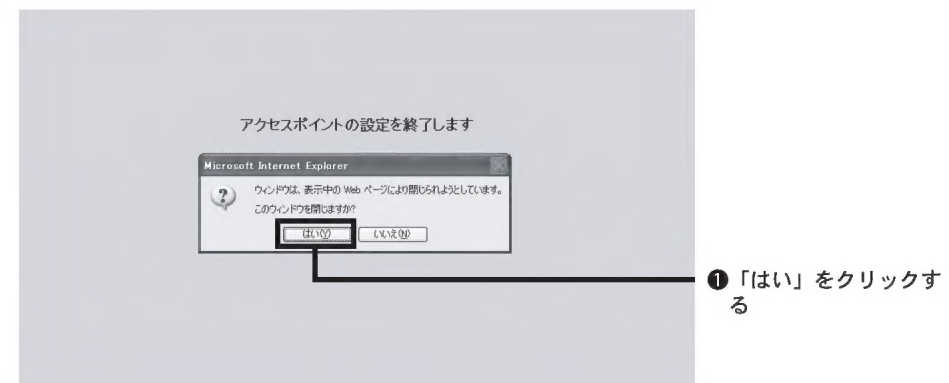 アクセスポイントの設定を終了します
Microsoft Internet Explorer
ウィンドウは、表示中の Web ページにより閉じられようとしています。
このウィンドウを閉じますか?
はい(Y) いいえ(N)
❶「はい」をクリックす
る